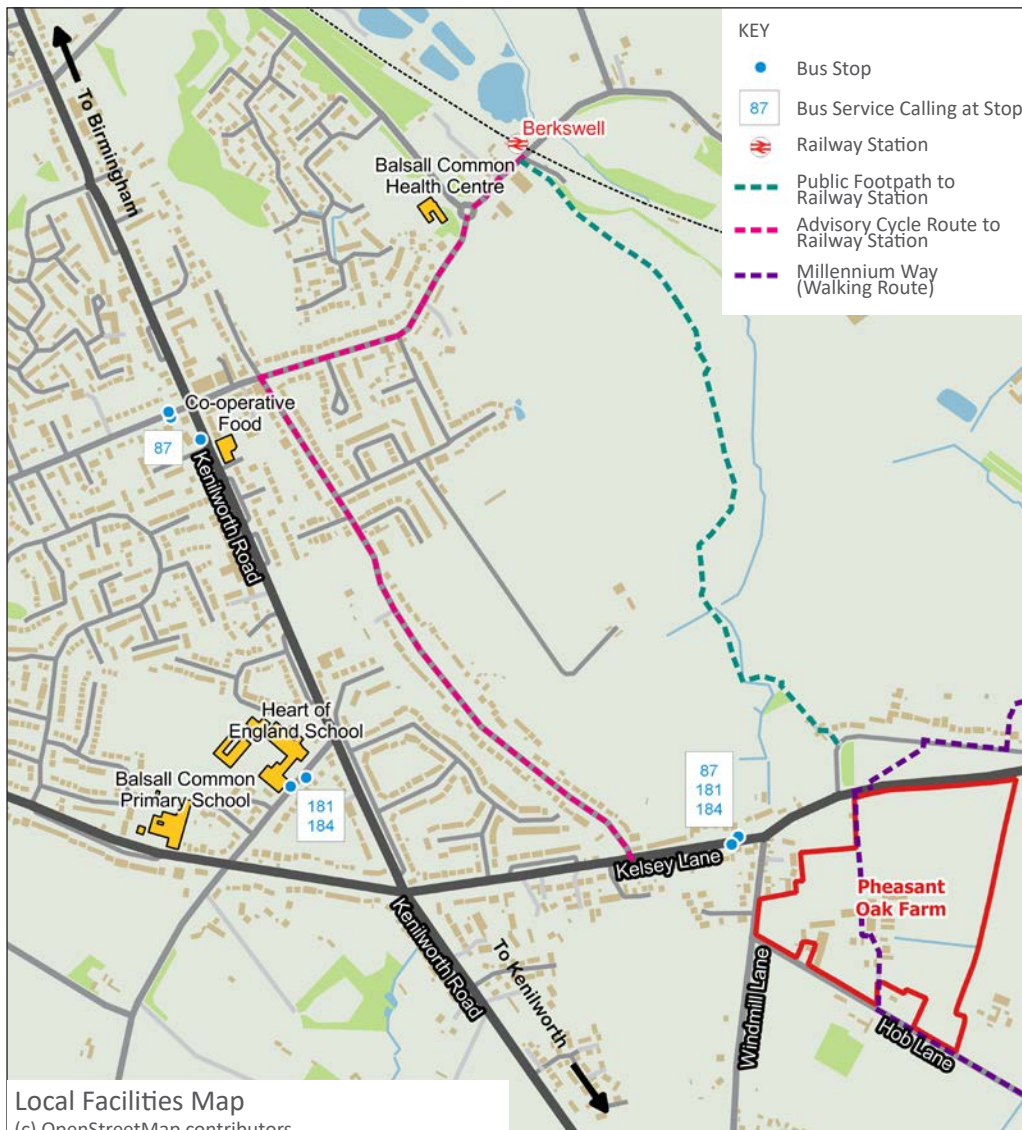 KEY
Bus Stop
87
Bus Service Calling at Stop
Railway Station
Public Footpath to
Railway Station
Advisory Cycle Route to
Railway Station
Millennium Way
(Walking Route)
To Birmingham
Berkswell
Balsall Common
Health Centre
Co-operative
Food
87
Kenilworth Road
Heart of
England School
Balsall Common
Primary School
181
184
87
181
184
Kelsey Lane
Pheasant
Oak Farm
Kenilworth Road
To Kenilworth
Windmill Lane
Hob Lane
Local Facilities Map
(c) OpenStreetMap contributors